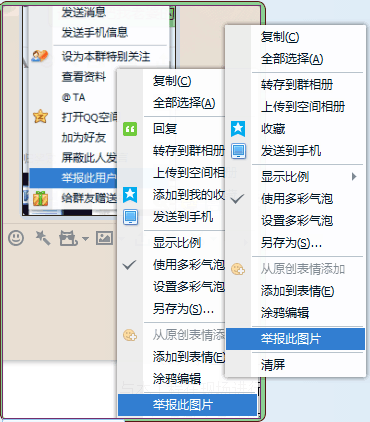 发送消息
发送手机信息
设为本群特别关注
查看资料
@TA
打开QQ空间
加为好友
屏蔽此人发
举报此用户
给群友赠送
复制(C)
全部选择(A)
回复
转存到群相册
上传到空间相册
添加到我的收
发送到手机
显示比例
使用多彩气泡
设置多彩气泡
另存为(S)...
从原创表情添
添加到表情(E)
涂鸦编辑
举报此图片
复制(C)
全部选择(A)
转存到群相册
上传到空间相册
收藏
发送到手机
显示比例
使用多彩气泡
设置多彩气泡
另存为(S)...
从原创表情添加
添加到表情(E)
涂鸦编辑
举报此图片
清屏